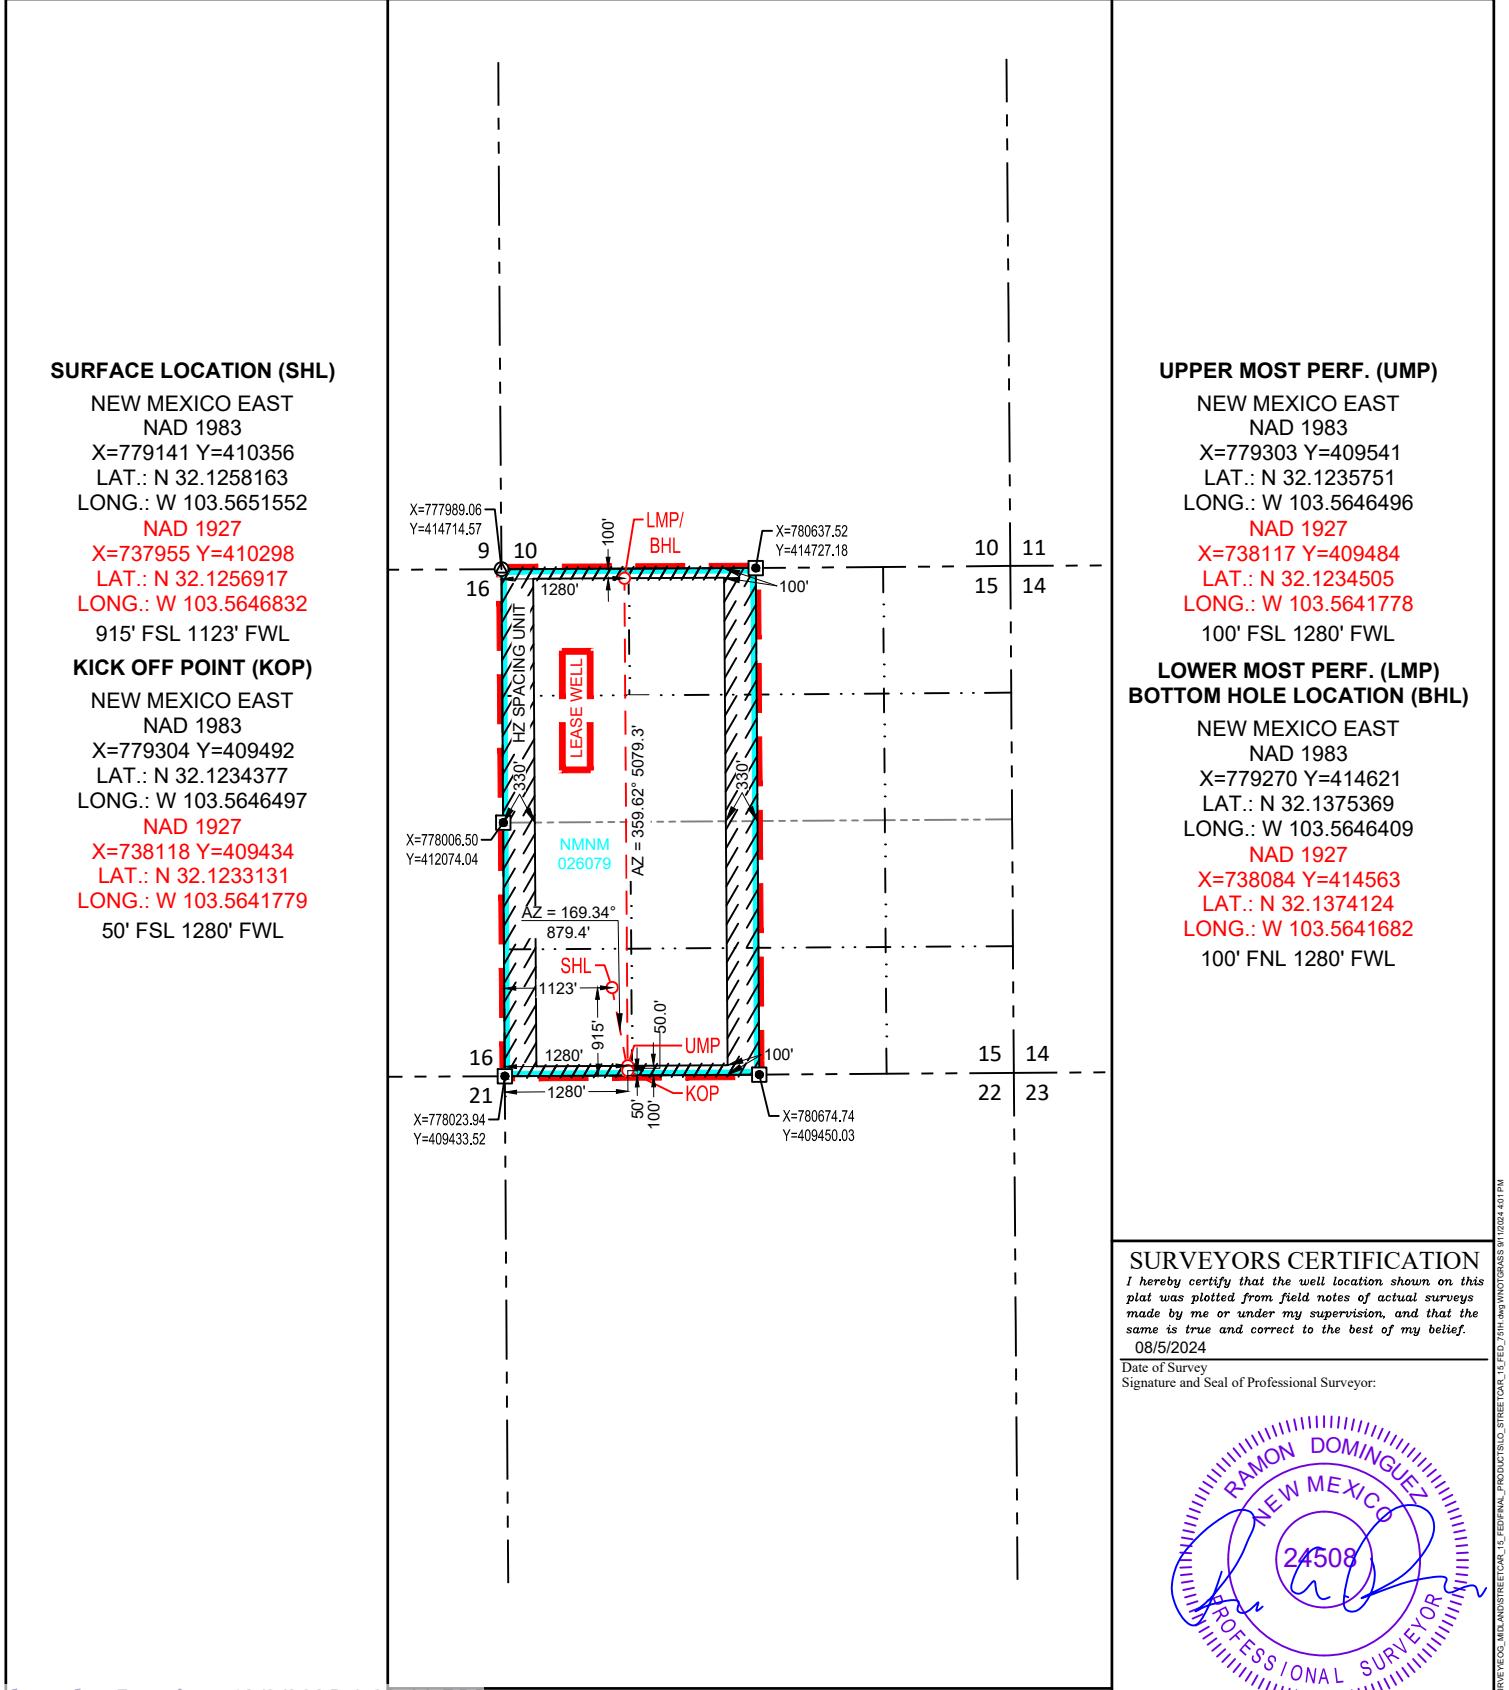 SURFACE LOCATION (SHL)
NEW MEXICO EAST
NAD 1983
X=779141 Y=410356
LAT.: N 32.1258163
LONG.: W 103.5651552
NAD 1927
X=737955 Y=410298
LAT.: N 32.1256917
LONG.: W 103.5646832
915' FSL 1123' FWL
KICK OFF POINT (KOP)
NEW MEXICO EAST
NAD 1983
X=779304 Y=409492
LAT.: N 32.1234377
LONG.: W 103.5646497
NAD 1927
X=738118 Y=409434
LAT.: N 32.1233131
LONG.: W 103.5641779
50' FSL 1280' FWL
X=777989.06
Y=414714.57
LMP/
BHL
100'
X=780637.52
Y=414727.18
9 10
10 11
16
15 14
1280'
100'
HZ SPACING UNIT
LEASE WELL
330'
330'
AZ = 359.62° 5079.3'
X=778006.50
Y=412074.04
NMNM
026079
AZ = 169.34°
879.4'
SHL
1123'
915'
50.0'
UMP
1280'
100'
16
15 14
21
22 23
1280'
50'
100'
KOP
X=778023.94
Y=409433.52
X=780674.74
Y=409450.03
UPPER MOST PERF. (UMP)
NEW MEXICO EAST
NAD 1983
X=779303 Y=409541
LAT.: N 32.1235751
LONG.: W 103.5646496
NAD 1927
X=738117 Y=409484
LAT.: N 32.1234505
LONG.: W 103.5641778
100' FSL 1280' FWL
LOWER MOST PERF. (LMP)
BOTTOM HOLE LOCATION (BHL)
NEW MEXICO EAST
NAD 1983
X=779270 Y=414621
LAT.: N 32.1375369
LONG.: W 103.5646409
NAD 1927
X=738084 Y=414563
LAT.: N 32.1374124
LONG.: W 103.5641682
100' FNL 1280' FWL
SURVEYORS CERTIFICATION
I hereby certify that the well location shown on this
plat was plotted from field notes of actual surveys
made by me or under my supervision, and that the
same is true and correct to the best of my belief.
08/5/2024
Date of Survey
Signature and Seal of Professional Surveyor:
RAMON DOMINGUEZ
NEW MEXICO
24508
PROFESSIONAL SURVEYOR